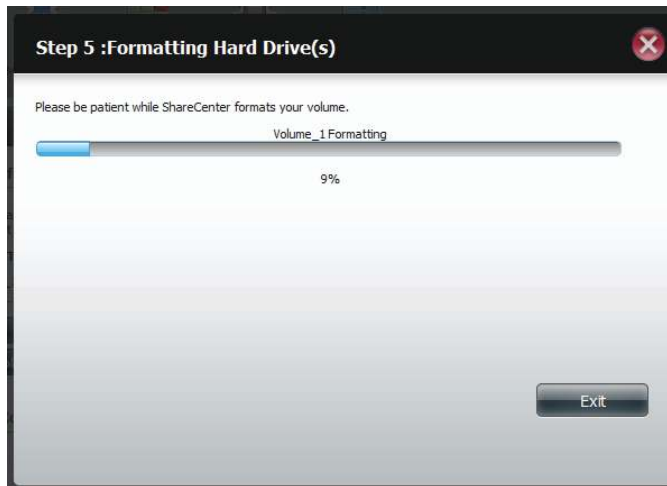 Step 5 :Formatting Hard Drive(s)
Please be patient while ShareCenter formats your volume.
Volume_1 Formatting
9%
Exit